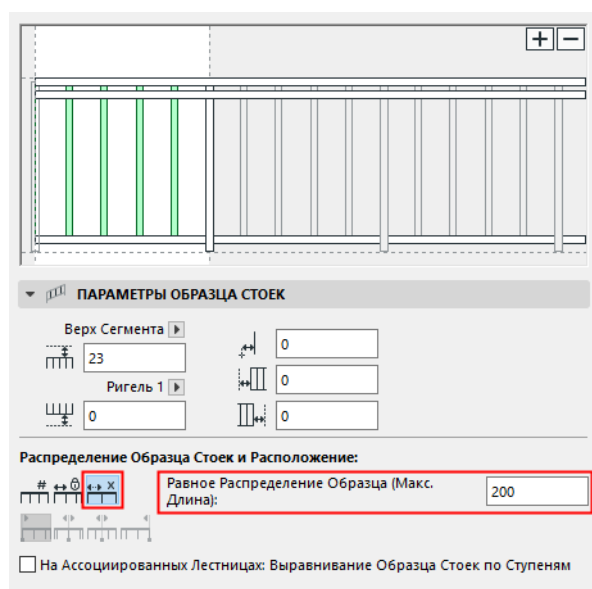 ПАРАМЕТРЫ ОБРАЗЦА СТОЕК
Верх Сегмента
23
0
Ригель 1
0
0
0
Распределение Образца Стоек и Расположение:
Равное Распределение Образца (Макс.
Длина):
200
На Ассоциированных Лестницах: Выравнивание Образца Стоек по Ступеням